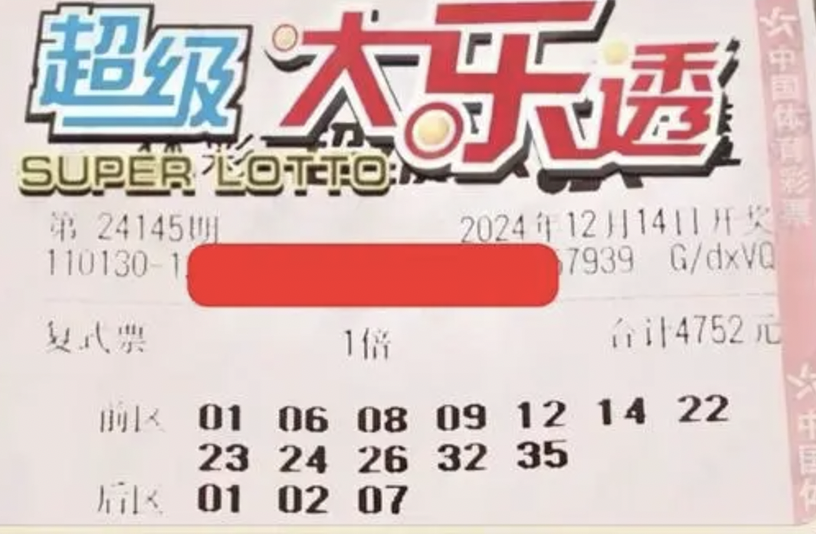 超级大乐透
SUPER LOTTO
第 24145期 2024年12月14日开奖
110130-1 67939 G/dxVQ
复式票 1倍 合计4752元
前区 01 06 08 09 12 14 22
23 24 26 32 35
后区 01 02 07
中国体育彩票
中国体